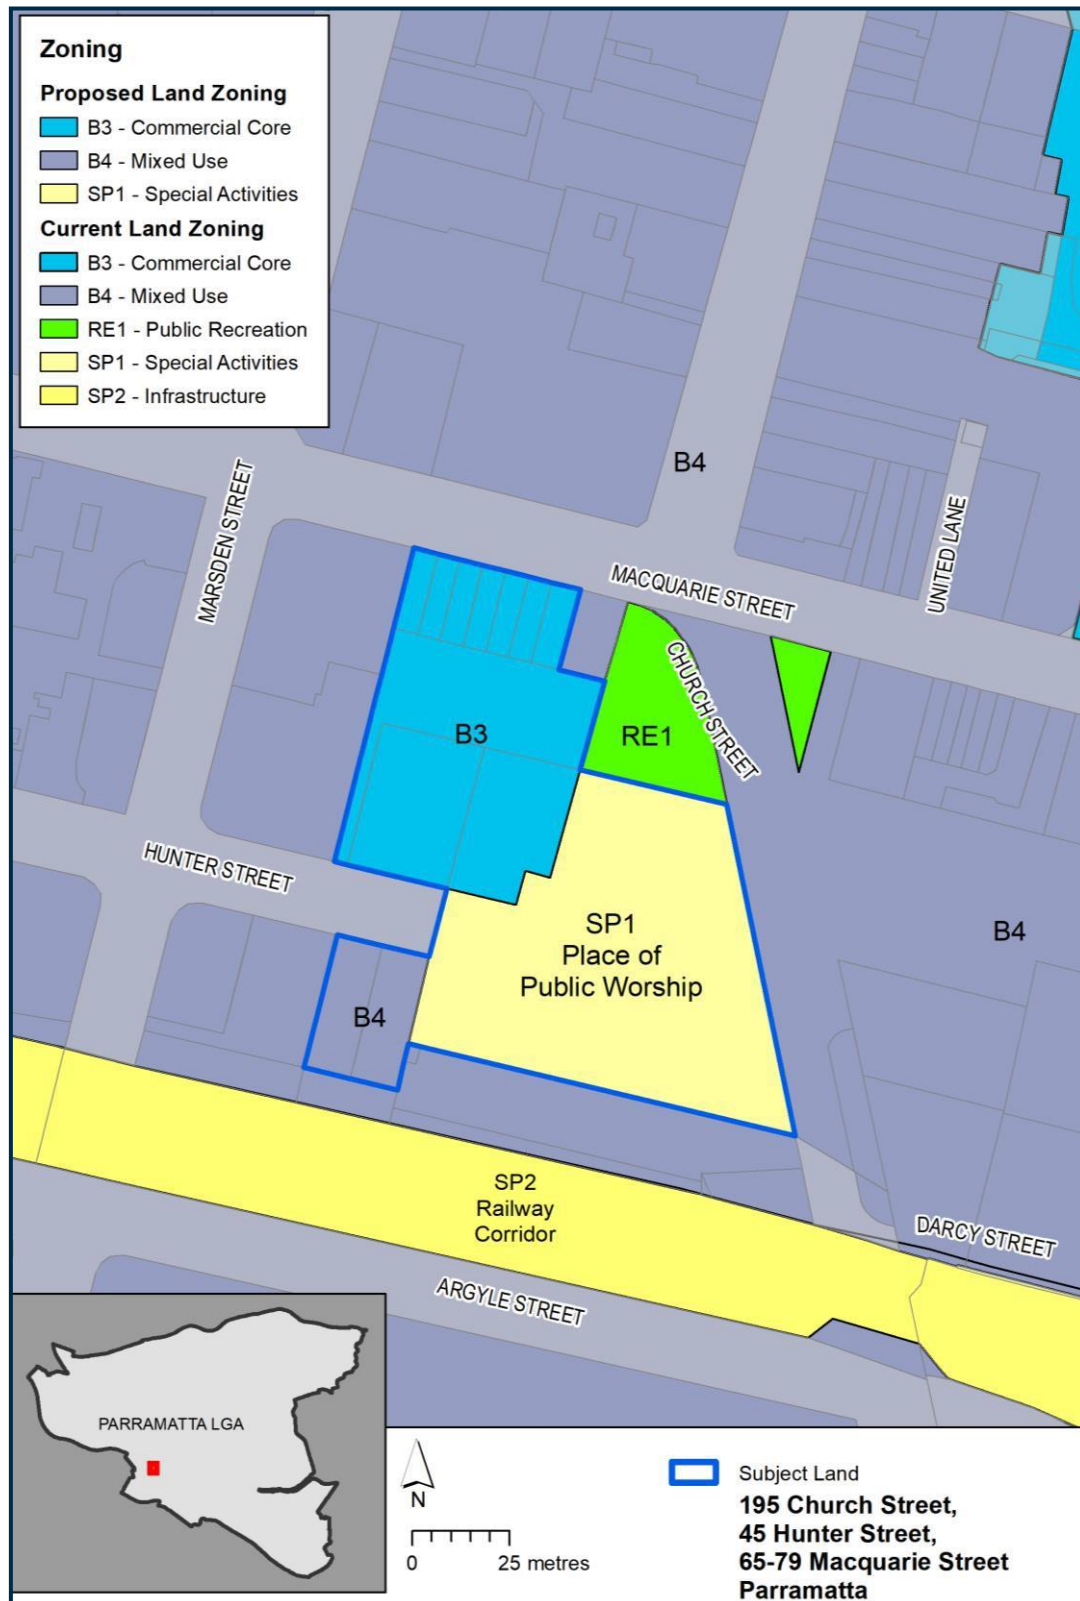 Zoning
Proposed Land Zoning
B3 - Commercial Core
B4 - Mixed Use
SP1 - Special Activities
Current Land Zoning
B3 - Commercial Core
B4 - Mixed Use
RE1 - Public Recreation
SP1 - Special Activities
SP2 - Infrastructure
B4
MARSDEN STREET
UNITED LANE
MACQUARIE STREET
CHURCH STREET
B3
RE1
HUNTER STREET
SP1
Place of
Public Worship
B4
B4
SP2
Railway
Corridor
DARCY STREET
ARGYLE STREET
PARRAMATTA LGA
N
0 25 metres
Subject Land
195 Church Street,
45 Hunter Street,
65-79 Macquarie Street
Parramatta